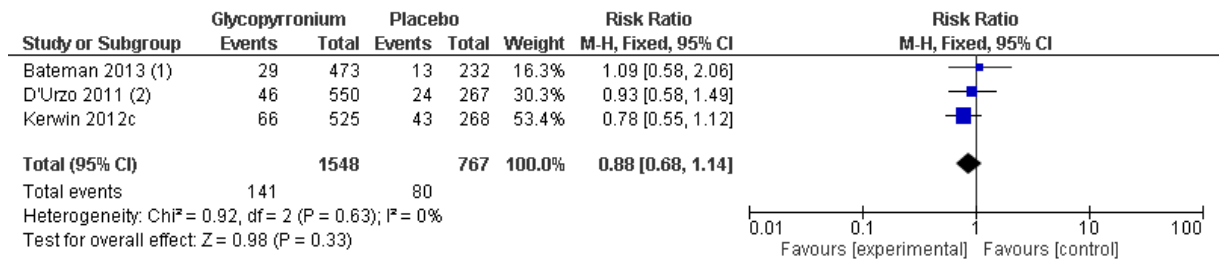 Glycopyrronium Placebo Risk Ratio Risk Ratio
Study or Subgroup Events Total Events Total Weight M-H, Fixed, 95% CI M-H, Fixed, 95% CI
Bateman 2013 (1) 29 473 13 232 16.3% 1.09 [0.58, 2.06]
D'Urzo 2011 (2) 46 550 24 267 30.3% 0.93 [0.58, 1.49]
Kerwin 2012c 66 525 43 268 53.4% 0.78 [0.55, 1.12]
Total (95% CI) 1548 767 100.0% 0.88 [0.68, 1.14]
Total events 141 80
Heterogeneity: Chi² = 0.92, df = 2 (P = 0.63); I² = 0%
Test for overall effect: Z = 0.98 (P = 0.33)
0.01 0.1 1 10 100
Favours [experimental] Favours [control]